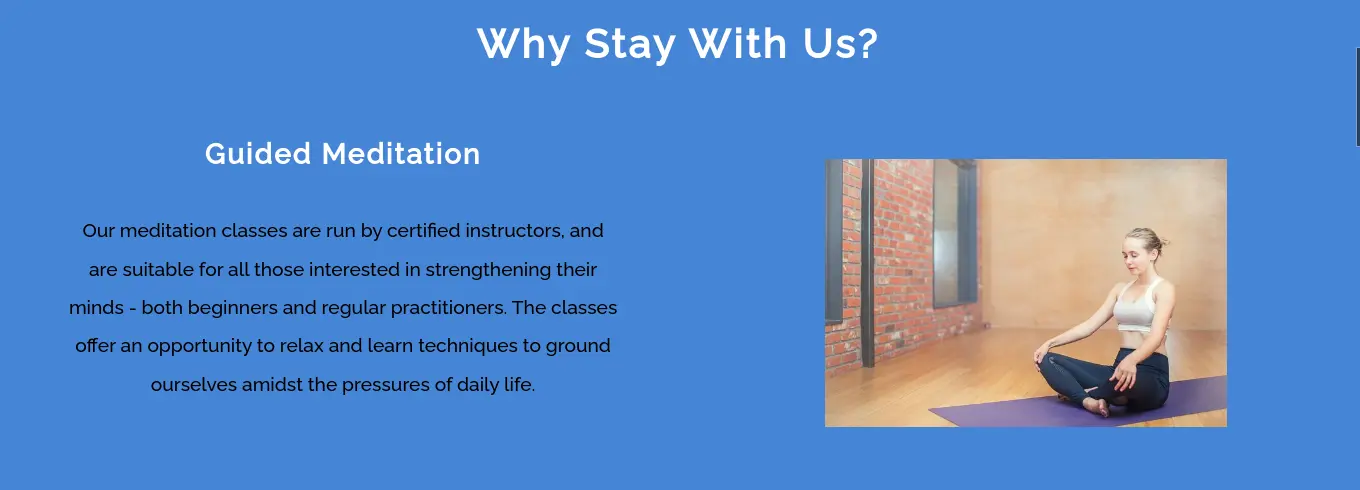 Why Stay With Us?
Guided Meditation
Our meditation classes are run by certified instructors, and
are suitable for all those interested in strengthening their
minds - both beginners and regular practitioners. The classes
offer an opportunity to relax and learn techniques to ground
ourselves amidst the pressures of daily life.